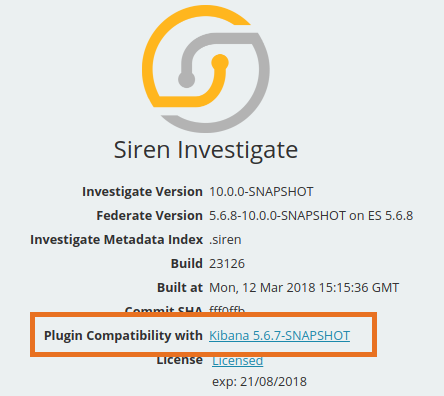 Siren Investigate
Investigate Version 10.0.0-SNAPSHOT
Federate Version 5.6.8-10.0.0-SNAPSHOT on ES 5.6.8
Investigate Metadata Index .siren
Build 23126
Built at Mon, 12 Mar 2018 15:15:36 GMT
Commit SHA fff0ffb
Plugin Compatibility with Kibana 5.6.7-SNAPSHOT
License Licensed
exp: 21/08/2018